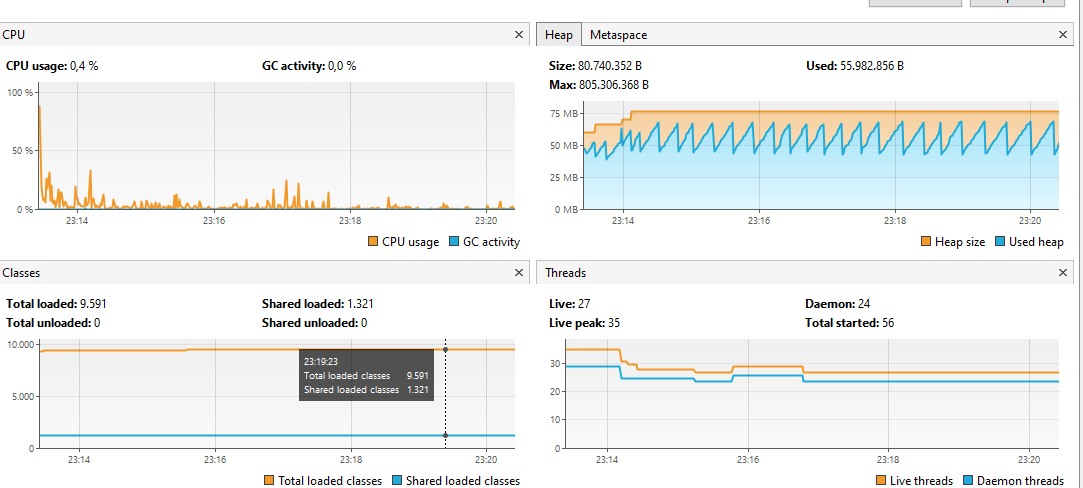 CPU
CPU usage: 0,4 %
GC activity: 0,0 %
100 %
50 %
0 %
23:14
23:16
23:18
23:20
CPU usage
GC activity
Heap
Metaspace
Size: 80.740.352 B
Used: 55.982.856 B
Max: 805.306.368 B
75 MB
50 MB
25 MB
0 MB
23:14
23:16
23:18
23:20
Heap size
Used heap
Classes
Total loaded: 9.591
Shared loaded: 1.321
Total unloaded: 0
Shared unloaded: 0
10.000
5.000
0
23:19:23
Total loaded classes 9.591
Shared loaded classes 1.321
23:14
23:16
23:18
23:20
Total loaded classes
Shared loaded classes
Threads
Live: 27
Daemon: 24
Live peak: 35
Total started: 56
30
20
10
0
23:14
23:16
23:18
23:20
Live threads
Daemon threads